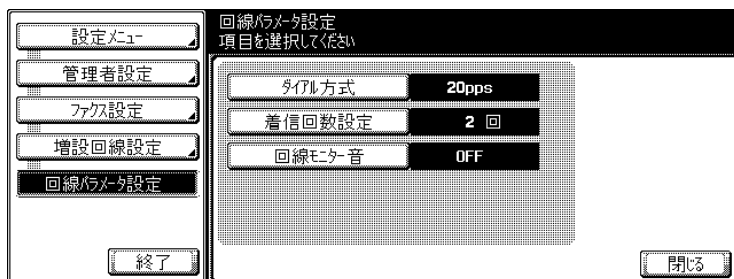 設定メニュー
管理者設定
ファクス設定
増設回線設定
回線パラメータ設定
終了
回線パラメータ設定
項目を選択してください
ダイアル方式 20pps
着信回数設定 2 回
回線モニター音 OFF
閉じる